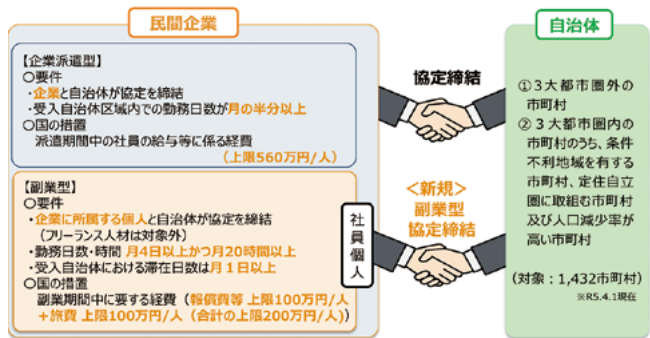 民間企業
【企業派遣型】
〇要件
・企業と自治体が協定を締結
・受入自治体区域内での勤務日数が月の半分以上
〇国の措置
派遣期間中の社員の給与等に係る経費
（上限560万円/人）
【副業型】
〇要件
・企業に所属する個人と自治体が協定を締結
（フリーランス人材は対象外）
・勤務日数・時間 月4日以上かつ月20時間以上
・受入自治体における滞在日数は月１日以上
〇国の措置
副業期間中に要する経費（報償費等 上限100万円/人
＋旅費 上限100万円/人（合計の上限200万円/人)）
社員個人
協定締結
＜新規＞
副業型
協定締結
自治体
①３大都市圏外の
市町村
②３大都市圏内の
市町村のうち、条件
不利地域を有する
市町村、定住自立
圏に取組む市町村
及び人口減少率が
高い市町村
（対象：1,432市町村）
※R5.4.1現在